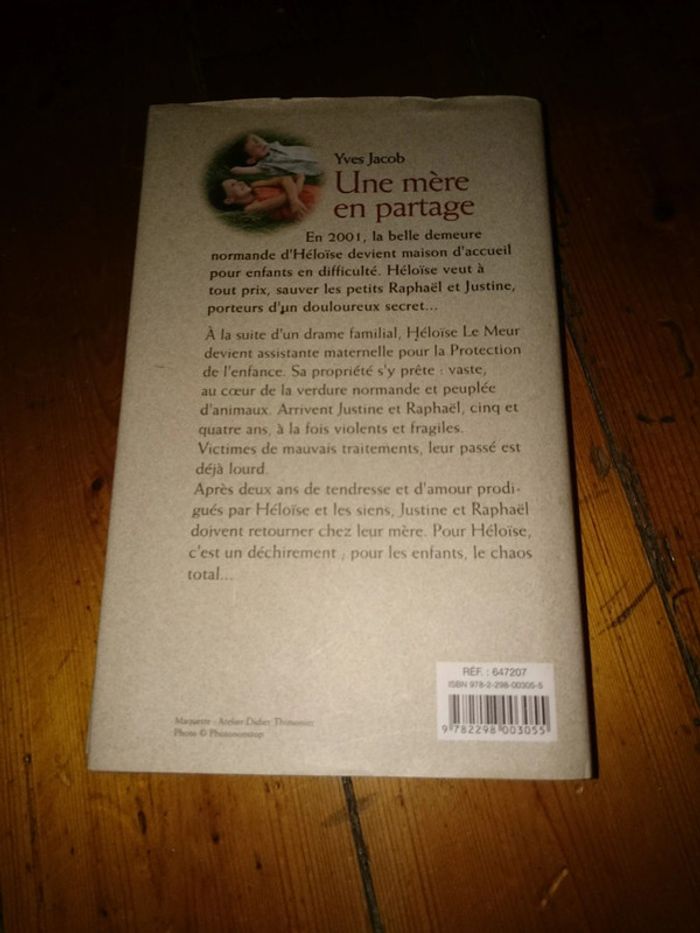 Yves Jacob
Une mère
en partage
En 2001, la belle demeure
normande d'Héloïse devient maison d'accueil
pour enfants en difficulté. Héloïse veut à
tout prix, sauver les petits Raphaël et Justine,
porteurs d'un douloureux secret...
À la suite d'un drame familial, Héloïse Le Meur
devient assistante maternelle pour la Protection
de l'enfance. Sa propriété s'y prête : vaste,
au cœur de la verdure normande et peuplée
d'animaux. Arrivent Justine et Raphaël, cinq et
quatre ans, à la fois violents et fragiles.
Victimes de mauvais traitements, leur passé est
déjà lourd.
Après deux ans de tendresse et d'amour prodi-
gués par Héloïse et les siens, Justine et Raphaël
doivent retourner chez leur mère. Pour Héloïse,
c'est un déchirement ; pour les enfants, le chaos
total...
RÉF. : 647207
ISBN 978-2-298-00305-5
9 782298 003055
Maquette : Atelier Didier Thimonier
Photo © Photononstop